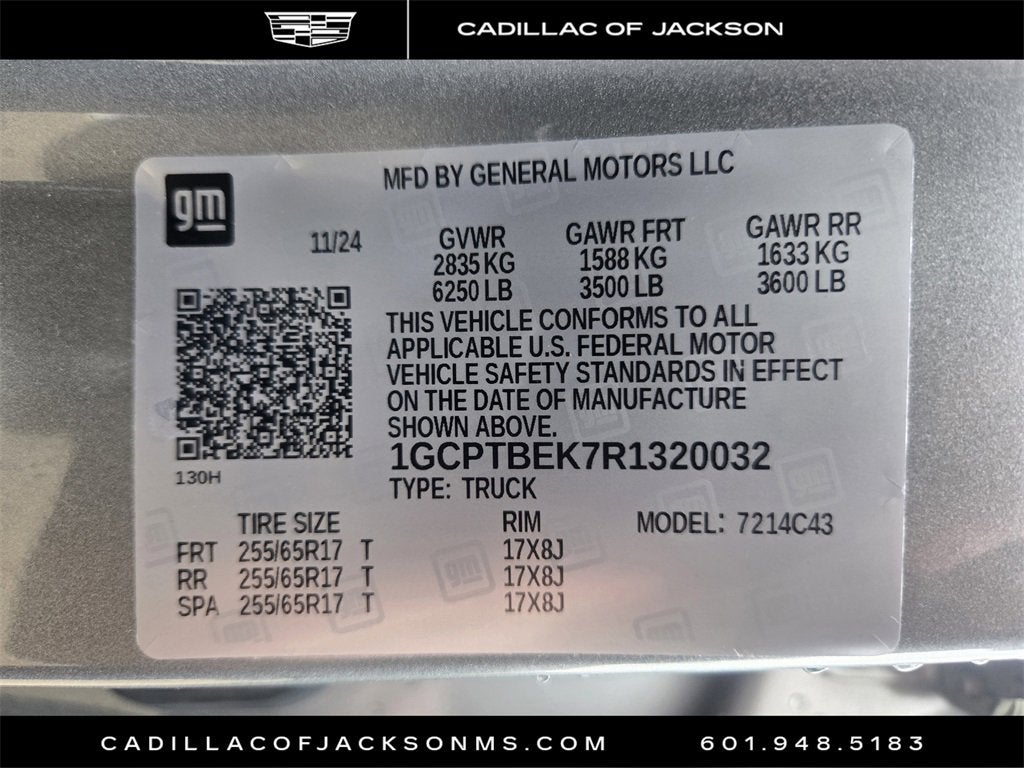 CADILLAC OF JACKSON
MFD BY GENERAL MOTORS LLC
gm
11/24
GVWR GAWR FRT GAWR RR
2835 KG 1588 KG 1633 KG
6250 LB 3500 LB 3600 LB
THIS VEHICLE CONFORMS TO ALL
APPLICABLE U.S. FEDERAL MOTOR
VEHICLE SAFETY STANDARDS IN EFFECT
ON THE DATE OF MANUFACTURE
SHOWN ABOVE.
1GCPTBEK7R1320032
130H
TYPE: TRUCK
TIRE SIZE RIM MODEL: 7214C43
FRT 255/65R17 T 17X8J
RR 255/65R17 T 17X8J
SPA 255/65R17 T 17X8J
gm
CADILLACOFJACKSONMS.COM 601.948.5183